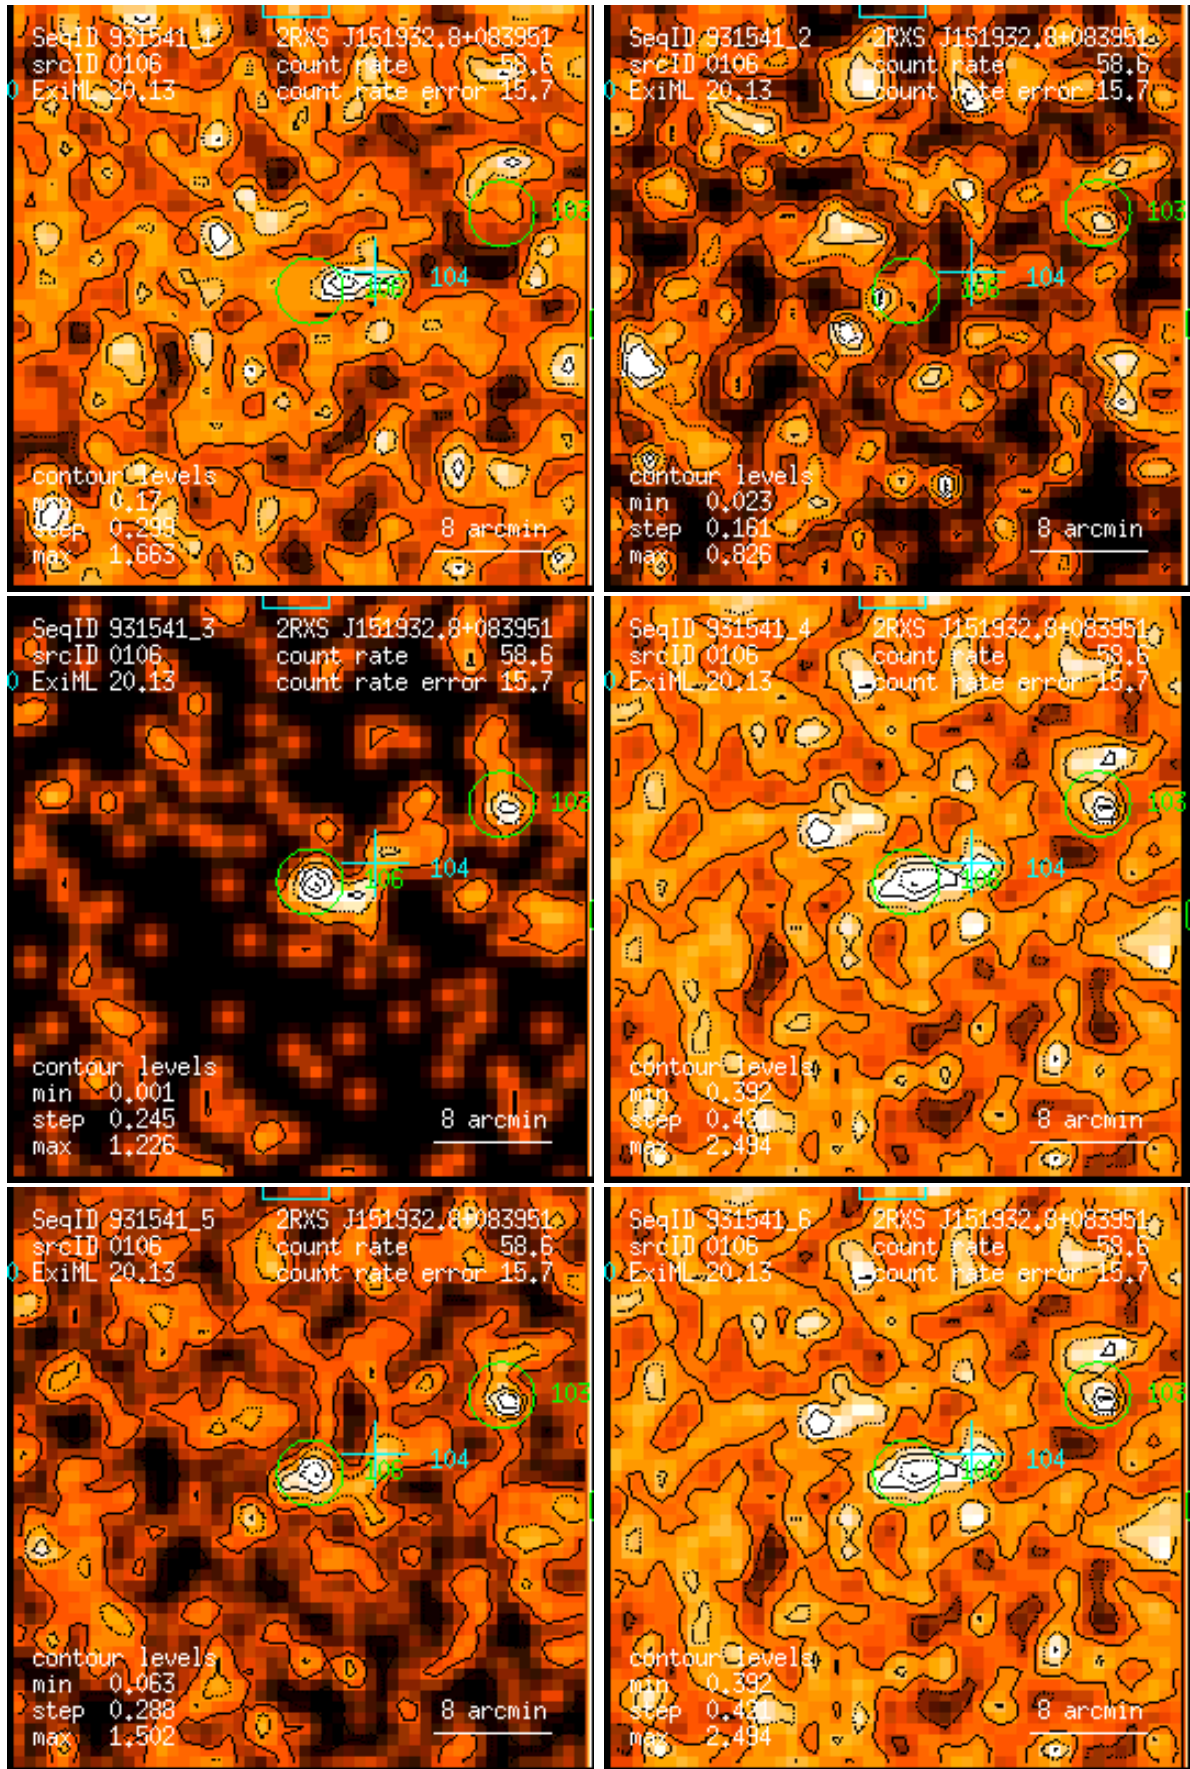 SeqID 931541_1 2RXS J151932.8+083951
srcID 0106 count rate 58.6
0 ExiML 20.13 count rate error 15.7
103
104
106
contour levels
min 0.17
step 0.299
max 1.663
8 arcmin
SeqID 931541_2 2RXS J151932.8+083951
srcID 0106 count rate 58.6
0 ExiML 20.13 count rate error 15.7
103
104
106
contour levels
min 0.023
step 0.161
max 0.826
8 arcmin
SeqID 931541_3 2RXS J151932.8+083951
srcID 0106 count rate 58.6
0 ExiML 20.13 count rate error 15.7
103
104
106
contour levels
min 0.001
step 0.245
max 1.226
8 arcmin
SeqID 931541_4 2RXS J151932.8+083951
srcID 0106 count rate 58.6
0 ExiML 20.13 count rate error 15.7
103
104
106
contour levels
min 0.392
step 0.421
max 2.494
8 arcmin
SeqID 931541_5 2RXS J151932.8+083951
srcID 0106 count rate 58.6
0 ExiML 20.13 count rate error 15.7
103
104
106
contour levels
min 0.063
step 0.288
max 1.502
8 arcmin
SeqID 931541_6 2RXS J151932.8+083951
srcID 0106 count rate 58.6
0 ExiML 20.13 count rate error 15.7
103
104
106
contour levels
min 0.392
step 0.421
max 2.494
8 arcmin